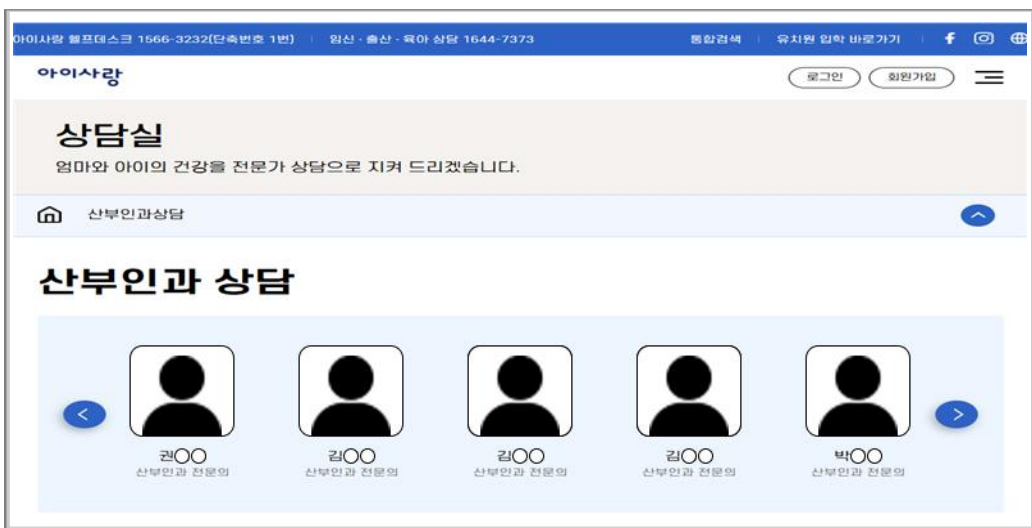 아이사랑 헬프데스크 1566-3232(단축번호 1번) 임신·출산·육아 상담 1644-7373 통합검색 유치원 입학 바로가기
아이사랑 로그인 회원가입
상담실
엄마와 아이의 건강을 전문가 상담으로 지켜 드리겠습니다.
산부인과상담
산부인과 상담
권○○ 김○○ 김○○ 김○○ 박○○
산부인과 전문의 산부인과 전문의 산부인과 전문의 산부인과 전문의 산부인과 전문의